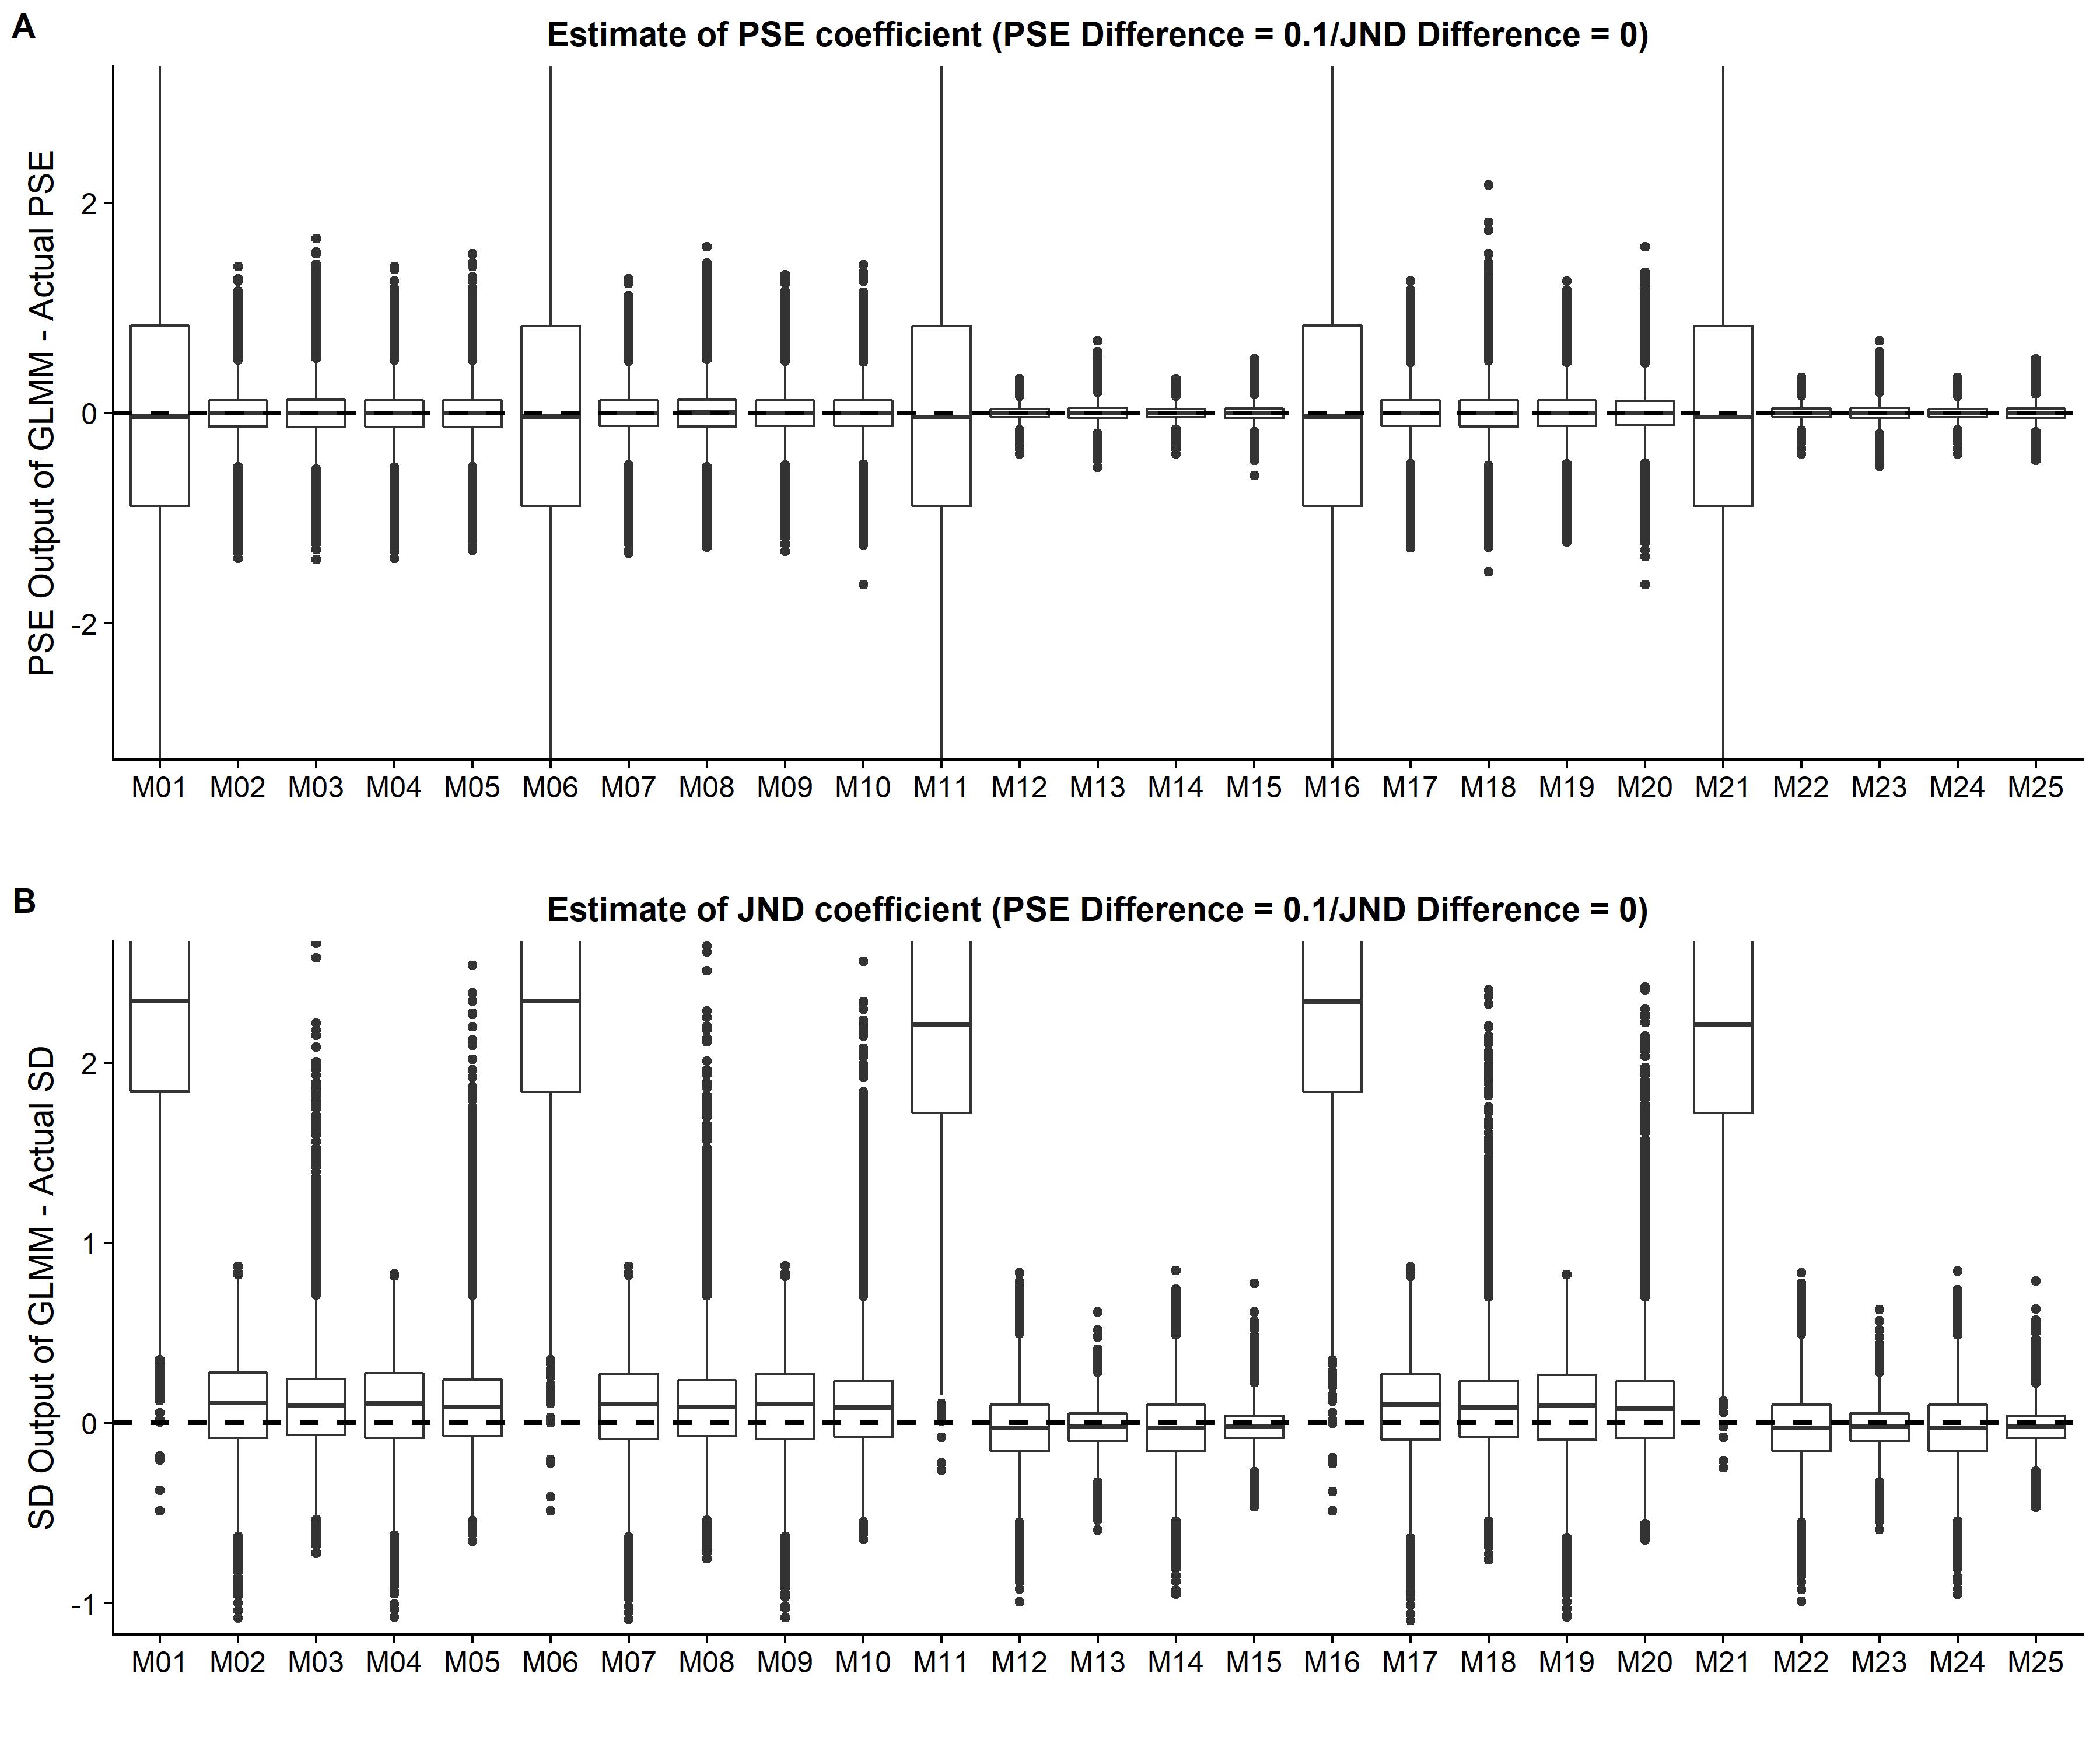 A
Estimate of PSE coefficient (PSE Difference = 0.1/JND Difference = 0)
PSE Output of GLMM - Actual PSE
2
0
-2
M01 M02 M03 M04 M05 M06 M07 M08 M09 M10 M11 M12 M13 M14 M15 M16 M17 M18 M19 M20 M21 M22 M23 M24 M25
B
Estimate of JND coefficient (PSE Difference = 0.1/JND Difference = 0)
SD Output of GLMM - Actual SD
2
1
0
-1
M01 M02 M03 M04 M05 M06 M07 M08 M09 M10 M11 M12 M13 M14 M15 M16 M17 M18 M19 M20 M21 M22 M23 M24 M25